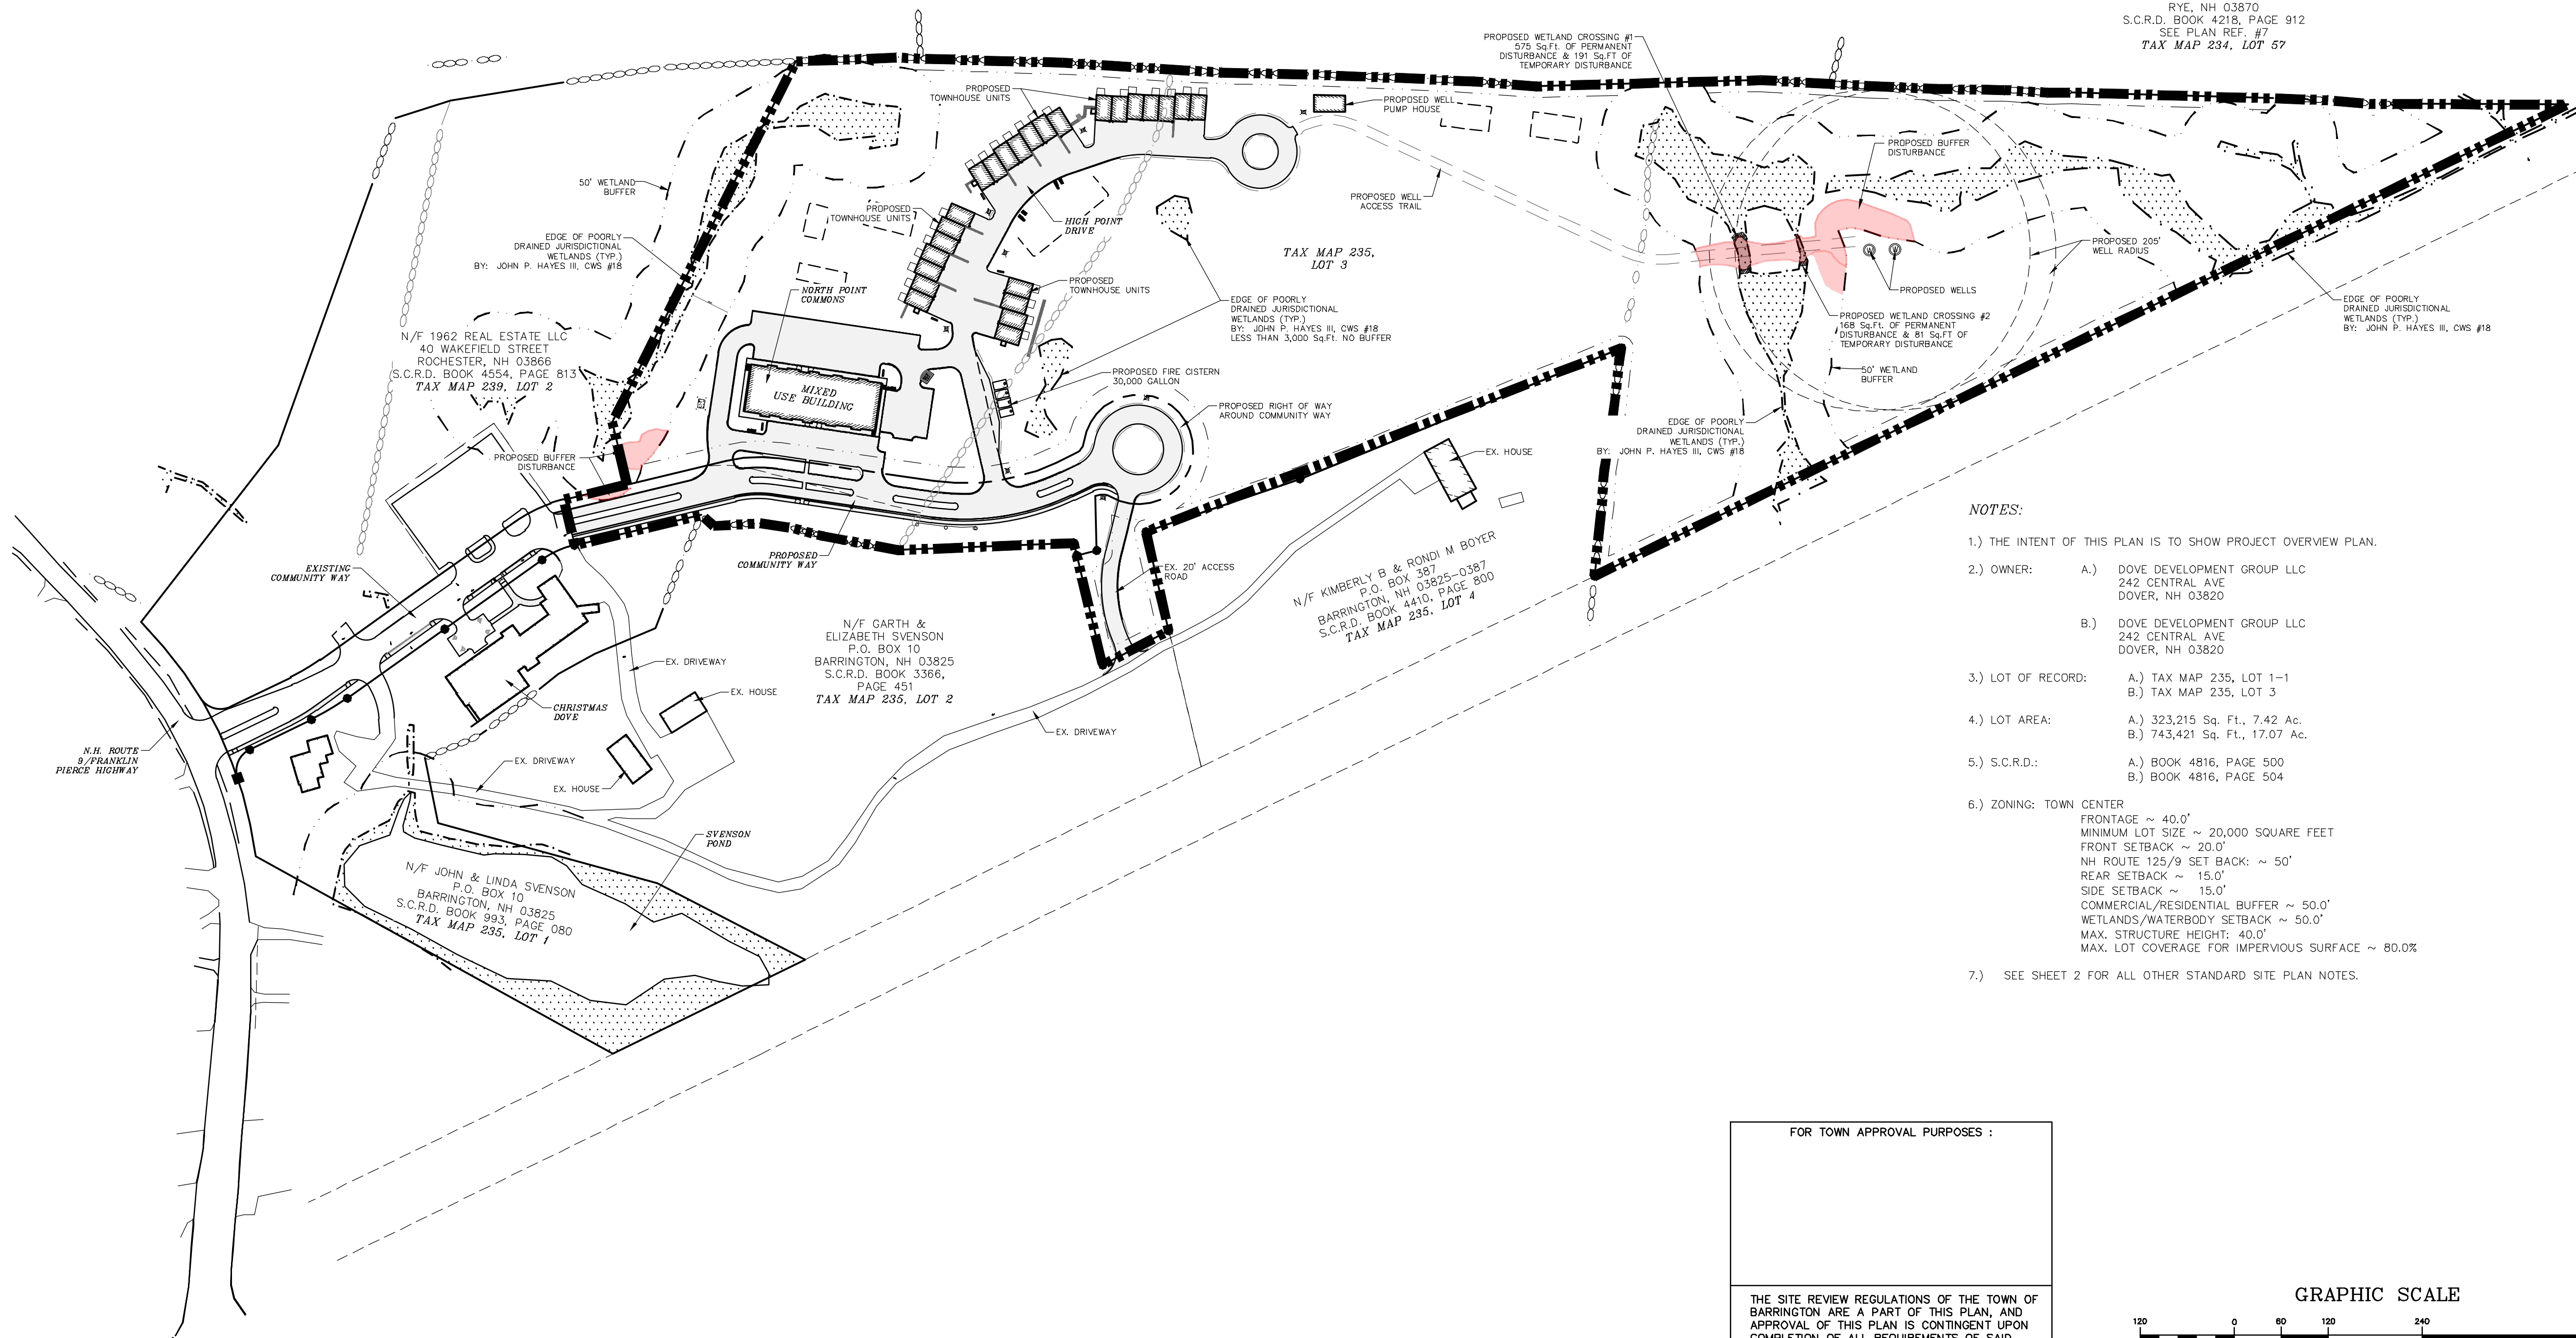 RYE, NH 03870
S.C.R.D. BOOK 4218, PAGE 912
SEE PLAN REF. #7
TAX MAP 234, LOT 57
PROPOSED WETLAND CROSSING #1
575 Sq.Ft. OF PERMANENT
DISTURBANCE & 191 Sq.FT OF
TEMPORARY DISTURBANCE
PROPOSED
TOWNHOUSE UNITS
PROPOSED WELL
PUMP HOUSE
PROPOSED BUFFER
DISTURBANCE
50' WETLAND
BUFFER
PROPOSED WELL
ACCESS TRAIL
PROPOSED
TOWNHOUSE UNITS
HIGH POINT
DRIVE
EDGE OF POORLY
DRAINED JURISDICTIONAL
WETLANDS (TYP.)
BY: JOHN P. HAYES III, CWS #18
TAX MAP 235,
LOT 3
PROPOSED 205'
WELL RADIUS
PROPOSED
TOWNHOUSE UNITS
NORTH POINT
COMMONS
PROPOSED WELLS
EDGE OF POORLY
DRAINED JURISDICTIONAL
WETLANDS (TYP.)
BY: JOHN P. HAYES III, CWS #18
LESS THAN 3,000 Sq.Ft. NO BUFFER
EDGE OF POORLY
DRAINED JURISDICTIONAL
WETLANDS (TYP.)
BY: JOHN P. HAYES III, CWS #18
PROPOSED WETLAND CROSSING #2
168 Sq.Ft. OF PERMANENT
DISTURBANCE & 81 Sq.FT OF
TEMPORARY DISTURBANCE
N/F 1962 REAL ESTATE LLC
40 WAKEFIELD STREET
ROCHESTER, NH 03866
S.C.R.D. BOOK 4554, PAGE 813
TAX MAP 239, LOT 2
PROPOSED FIRE CISTERN
30,000 GALLON
50' WETLAND
BUFFER
MIXED
USE BUILDING
PROPOSED RIGHT OF WAY
AROUND COMMUNITY WAY
EDGE OF POORLY
DRAINED JURISDICTIONAL
WETLANDS (TYP.)
BY: JOHN P. HAYES III, CWS #18
EX. HOUSE
PROPOSED BUFFER
DISTURBANCE
PROPOSED
COMMUNITY WAY
EX. 20' ACCESS
ROAD
EXISTING
COMMUNITY WAY
N/F KIMBERLY B & RONDI M BOYER
P.O. BOX 387
BARRINGTON, NH 03825-0387
S.C.R.D. BOOK 4410, PAGE 800
TAX MAP 235, LOT 4
N/F GARTH &
ELIZABETH SVENSON
P.O. BOX 10
BARRINGTON, NH 03825
S.C.R.D. BOOK 3366,
PAGE 451
TAX MAP 235, LOT 2
EX. DRIVEWAY
EX. HOUSE
CHRISTMAS
DOVE
EX. DRIVEWAY
N.H. ROUTE
9/FRANKLIN
PIERCE HIGHWAY
EX. DRIVEWAY
EX. HOUSE
SVENSON
POND
N/F JOHN & LINDA SVENSON
P.O. BOX 10
BARRINGTON, NH 03825
S.C.R.D. BOOK 993, PAGE 080
TAX MAP 235, LOT 1
NOTES:
1.) THE INTENT OF THIS PLAN IS TO SHOW PROJECT OVERVIEW PLAN.
2.) OWNER: A.) DOVE DEVELOPMENT GROUP LLC
242 CENTRAL AVE
DOVER, NH 03820
B.) DOVE DEVELOPMENT GROUP LLC
242 CENTRAL AVE
DOVER, NH 03820
3.) LOT OF RECORD: A.) TAX MAP 235, LOT 1-1
B.) TAX MAP 235, LOT 3
4.) LOT AREA: A.) 323,215 Sq. Ft., 7.42 Ac.
B.) 743,421 Sq. Ft., 17.07 Ac.
5.) S.C.R.D.: A.) BOOK 4816, PAGE 500
B.) BOOK 4816, PAGE 504
6.) ZONING: TOWN CENTER
FRONTAGE ~ 40.0'
MINIMUM LOT SIZE ~ 20,000 SQUARE FEET
FRONT SETBACK ~ 20.0'
NH ROUTE 125/9 SET BACK: ~ 50'
REAR SETBACK ~ 15.0'
SIDE SETBACK ~ 15.0'
COMMERCIAL/RESIDENTIAL BUFFER ~ 50.0'
WETLANDS/WATERBODY SETBACK ~ 50.0'
MAX. STRUCTURE HEIGHT: 40.0'
MAX. LOT COVERAGE FOR IMPERVIOUS SURFACE ~ 80.0%
7.) SEE SHEET 2 FOR ALL OTHER STANDARD SITE PLAN NOTES.
FOR TOWN APPROVAL PURPOSES :
THE SITE REVIEW REGULATIONS OF THE TOWN OF
BARRINGTON ARE A PART OF THIS PLAN, AND
APPROVAL OF THIS PLAN IS CONTINGENT UPON
COMPLETION OF ALL REQUIREMENTS OF SAID
GRAPHIC SCALE
120 0 60 120 240